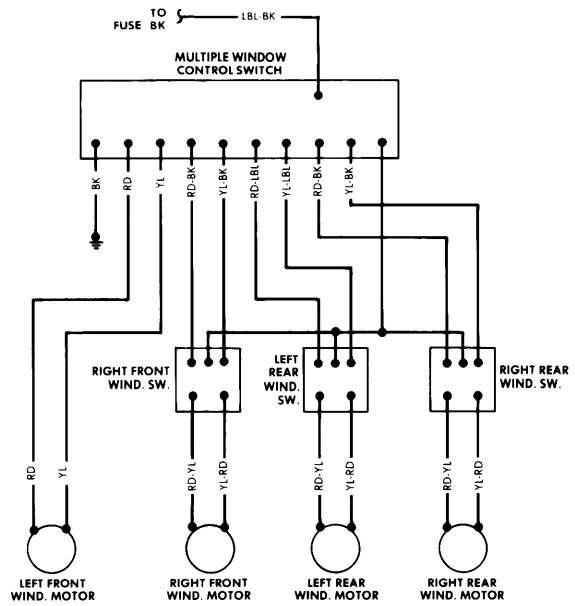 TO
FUSE BK
LBL-BK
MULTIPLE WINDOW
CONTROL SWITCH
BK
RD
YL
RD-BK
YL-BK
RD-LBL
YL-LBL
RD-BK
YL-BK
RIGHT FRONT
WIND. SW.
LEFT
REAR
WIND.
SW.
RIGHT REAR
WIND. SW.
RD
YL
RD-YL
YL-RD
RD-YL
YL-RD
RD-YL
YL-RD
LEFT FRONT
WIND. MOTOR
RIGHT FRONT
WIND. MOTOR
LEFT REAR
WIND. MOTOR
RIGHT REAR
WIND. MOTOR